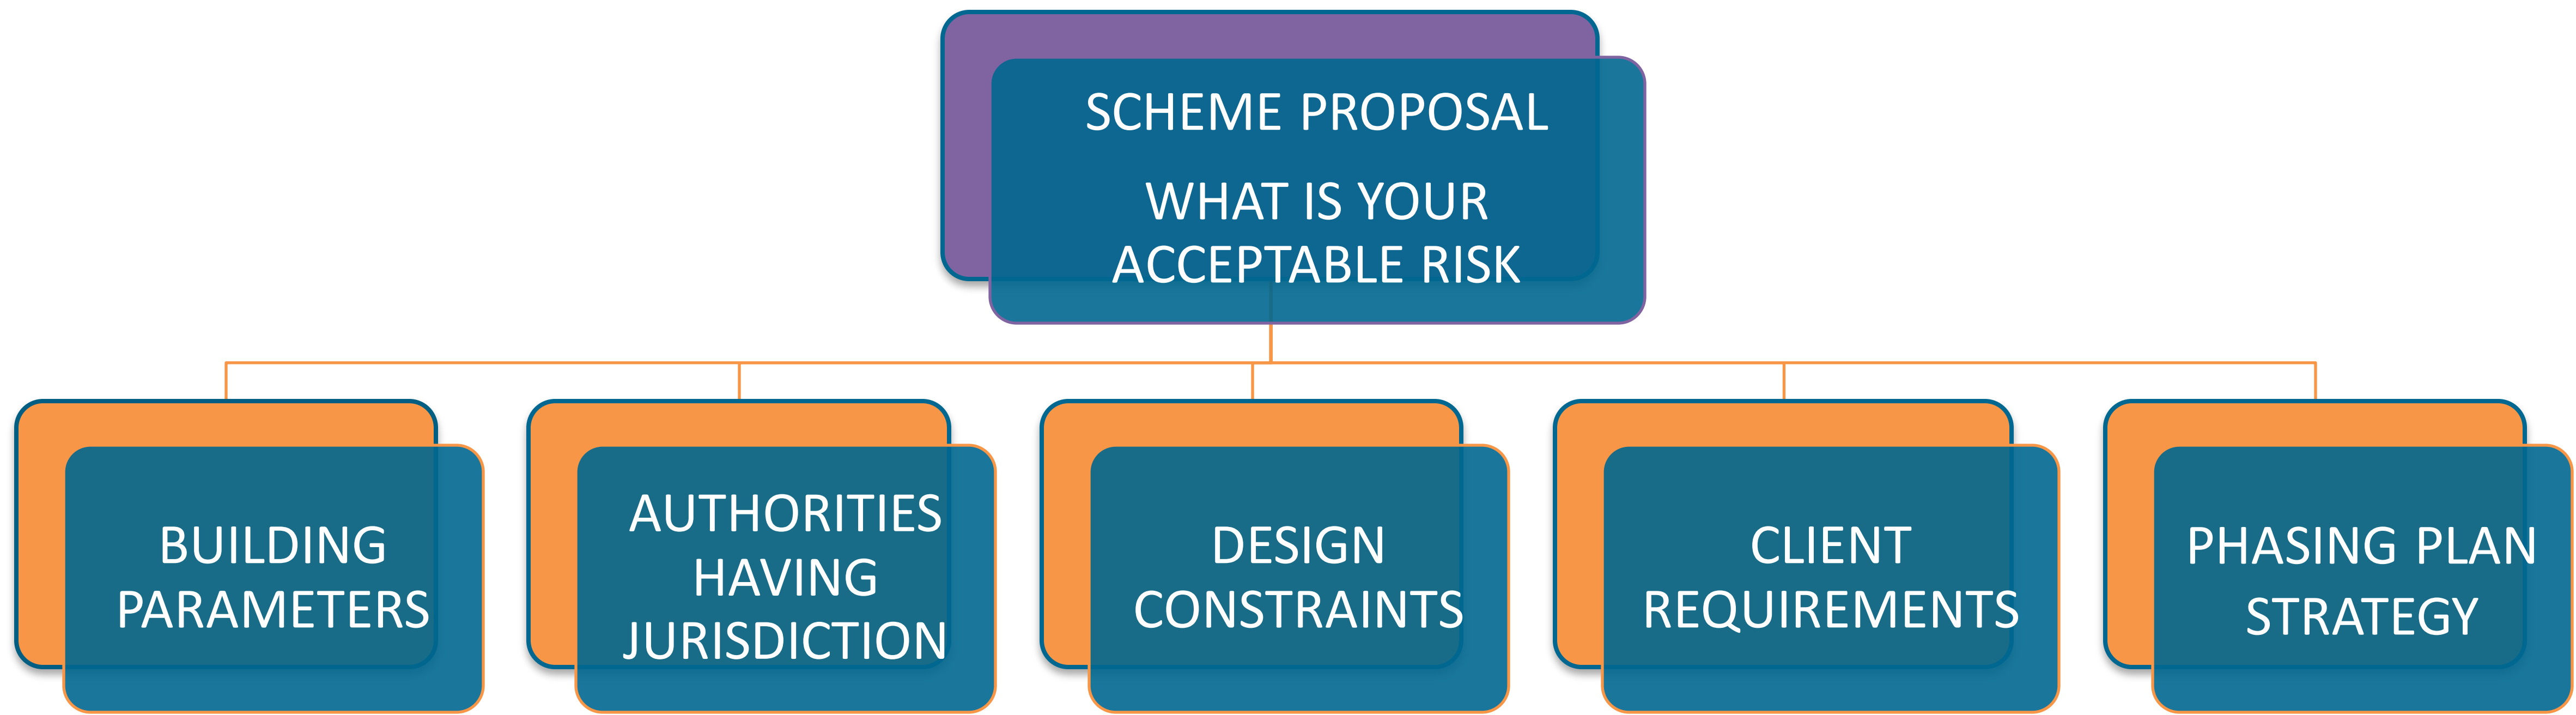 SCHEME PROPOSAL
WHAT IS YOUR
ACCEPTABLE RISK
BUILDING
PARAMETERS
AUTHORITIES
HAVING
JURISDICTION
DESIGN
CONSTRAINTS
CLIENT
REQUIREMENTS
PHASING PLAN
STRATEGY